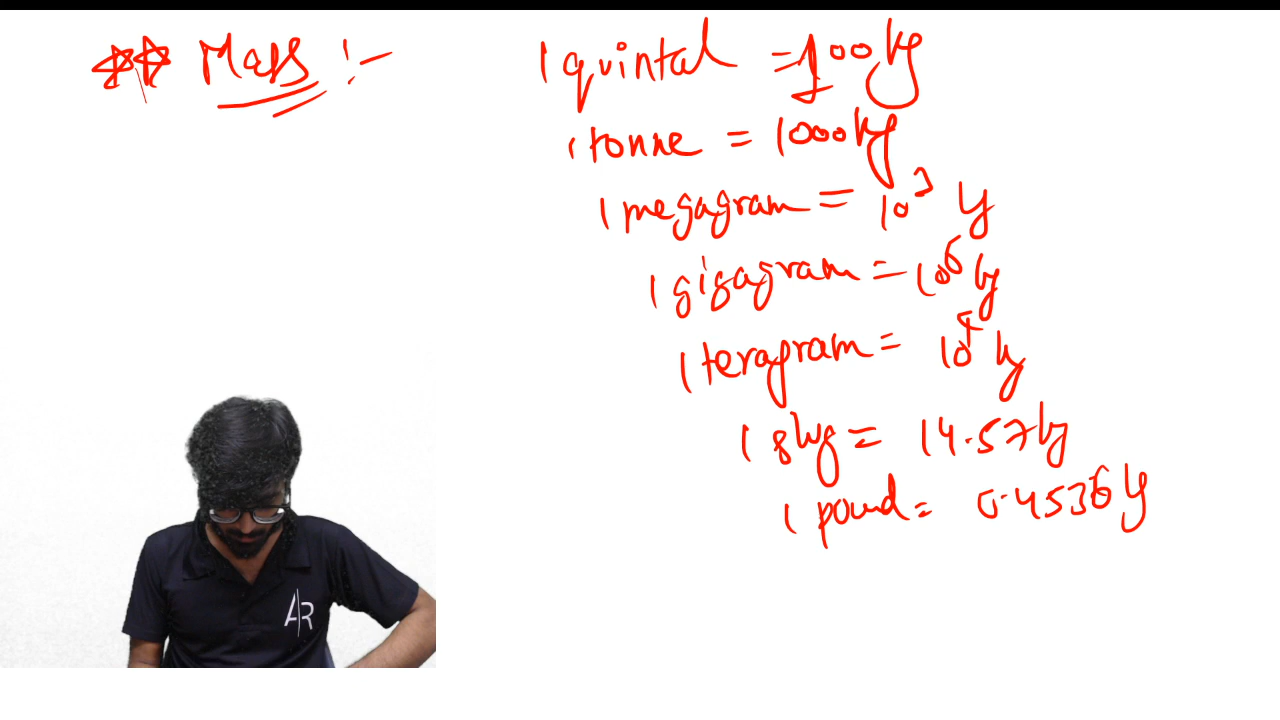 ** Mass :-
1 quintal = 100 kg
1 tonne = 1000 kg
1 megagram = 10³ kg
1 gigagram = 10⁶ kg
1 teragram = 10⁹ kg
1 slug = 14.57 kg
1 pound = 0.4536 kg
AR